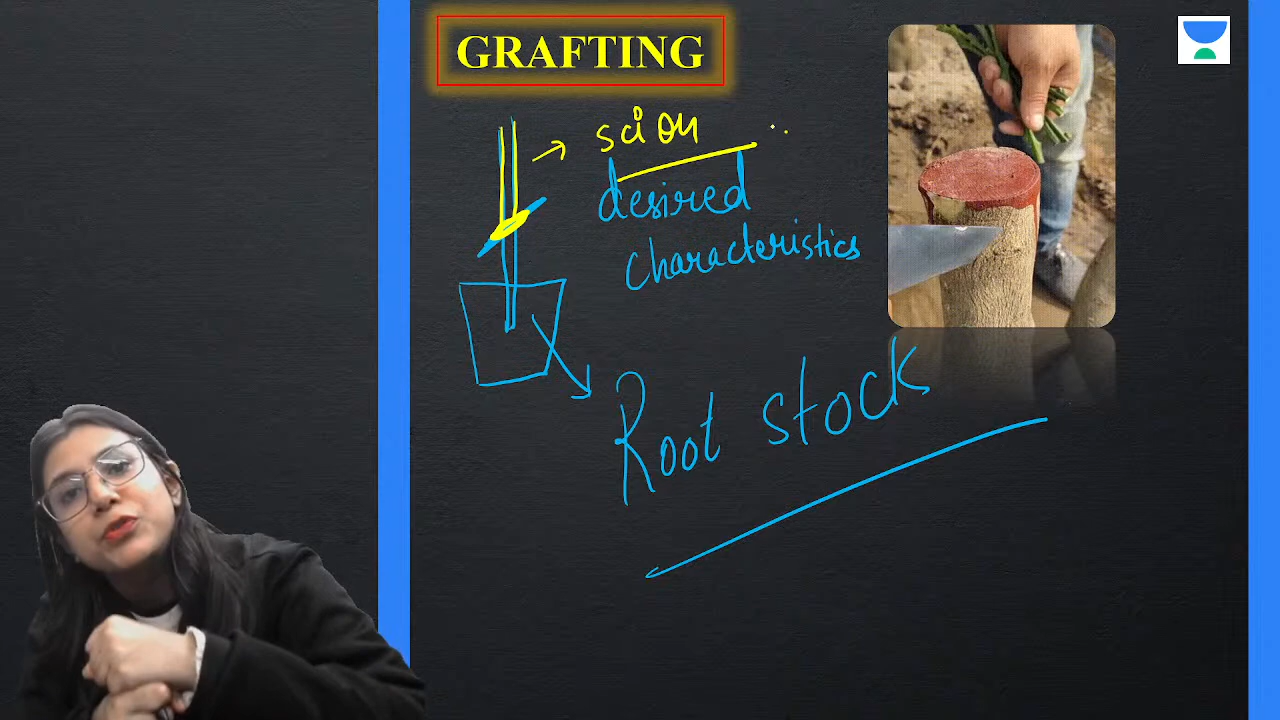 GRAFTING
scion
desired
characteristics
Root stock